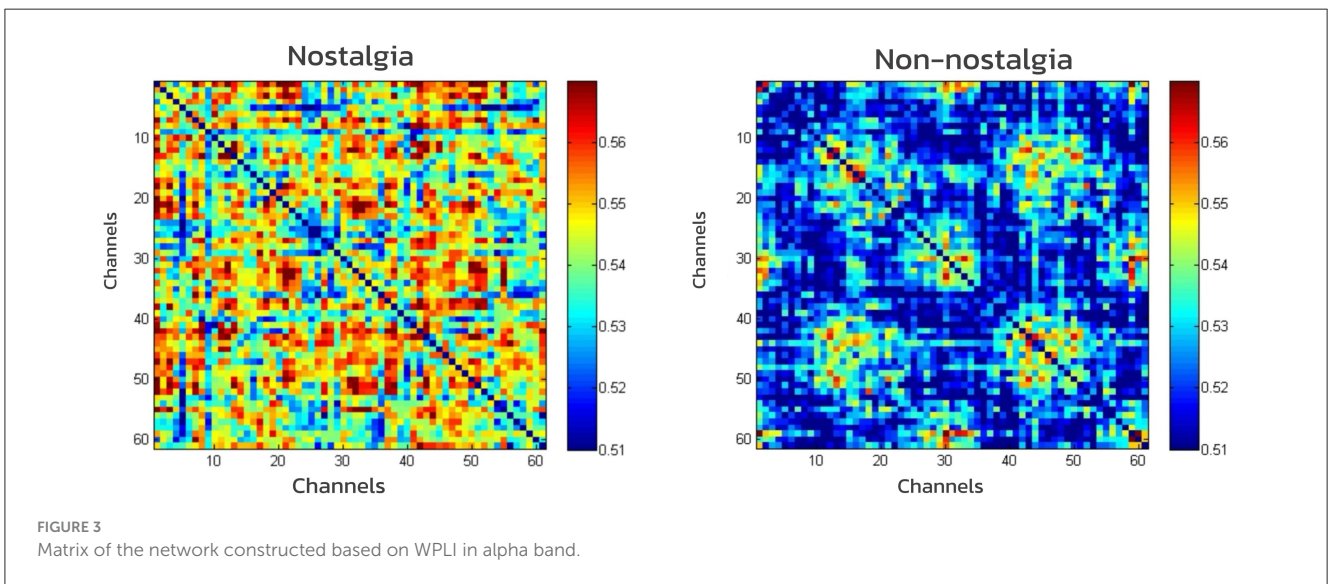 Nostalgia
Non-nostalgia
10
20
30
40
50
60
10 20 30 40 50 60
Channels
Channels
0.56
0.55
0.54
0.53
0.52
0.51
10
20
30
40
50
60
10 20 30 40 50 60
Channels
Channels
0.56
0.55
0.54
0.53
0.52
0.51
FIGURE 3
Matrix of the network constructed based on WPLI in alpha band.